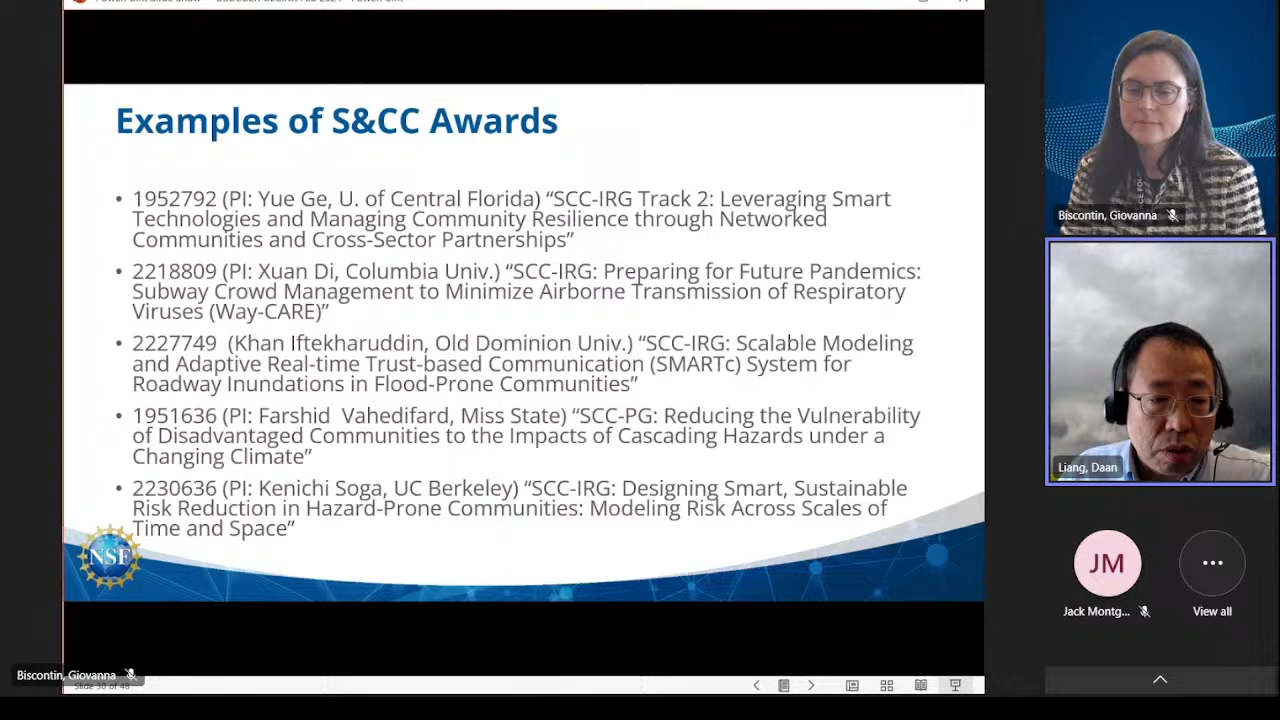 Examples of S&CC Awards
• 1952792 (PI: Yue Ge, U. of Central Florida) “SCC-IRG Track 2: Leveraging Smart
Technologies and Managing Community Resilience through Networked
Communities and Cross-Sector Partnerships”
• 2218809 (PI: Xuan Di, Columbia Univ.) “SCC-IRG: Preparing for Future Pandemics:
Subway Crowd Management to Minimize Airborne Transmission of Respiratory
Viruses (Way-CARE)”
• 2227749 (Khan Iftekharuddin, Old Dominion Univ.) “SCC-IRG: Scalable Modeling
and Adaptive Real-time Trust-based Communication (SMARTc) System for
Roadway Inundations in Flood-Prone Communities”
• 1951636 (PI: Farshid Vahedifard, Miss State) “SCC-PG: Reducing the Vulnerability
of Disadvantaged Communities to the Impacts of Cascading Hazards under a
Changing Climate”
• 2230636 (PI: Kenichi Soga, UC Berkeley) “SCC-IRG: Designing Smart, Sustainable
Risk Reduction in Hazard-Prone Communities: Modeling Risk Across Scales of
Time and Space”
NSF
Biscontin, Giovanna
Slide 30 of 48
Biscontin, Giovanna
Liang, Daan
JM
Jack Montg...
View all